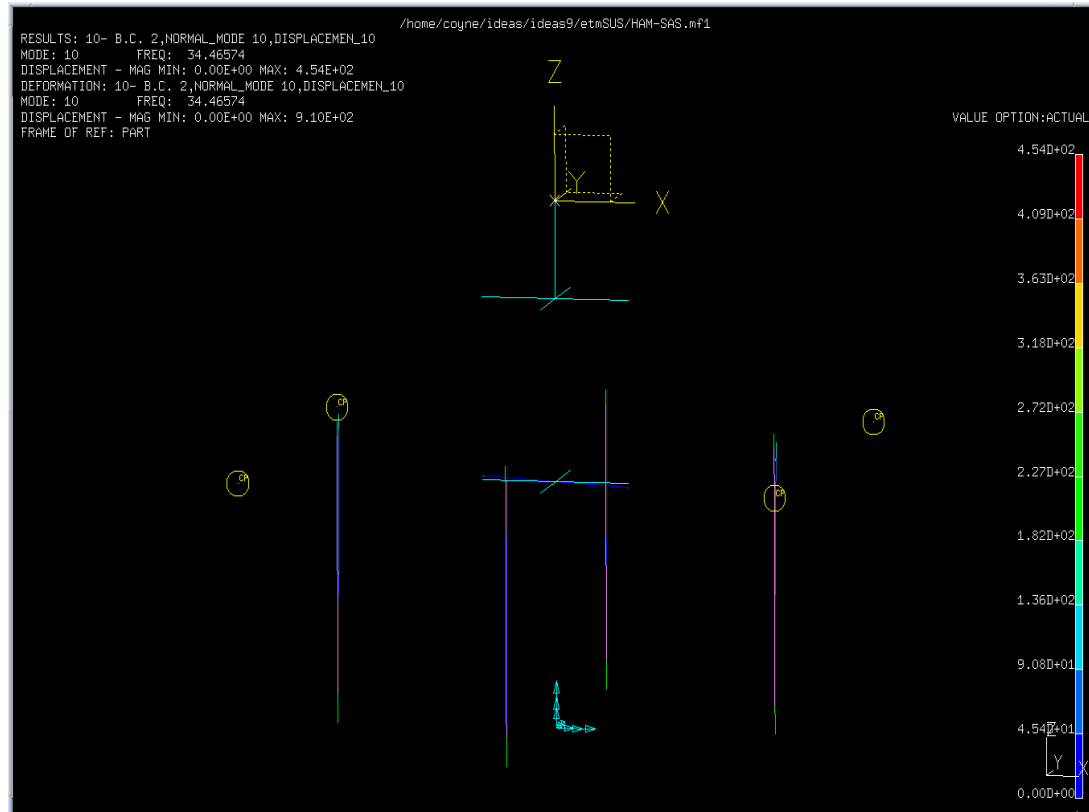 /home/coyne/ideas/ideas9/etmSUS/HAM-SAS.mf1
RESULTS: 10- B.C. 2,NORMAL_MODE 10,DISPLACEMEN_10
MODE: 10 FREQ: 34.46574
DISPLACEMENT - MAG MIN: 0.00E+00 MAX: 4.54E+02
DEFORMATION: 10- B.C. 2,NORMAL_MODE 10,DISPLACEMEN_10
MODE: 10 FREQ: 34.46574
DISPLACEMENT - MAG MIN: 0.00E+00 MAX: 9.10E+02
FRAME OF REF: PART
VALUE OPTION:ACTUAL
Z
Y
X
4.54D+02
4.09D+02
3.63D+02
3.18D+02
2.72D+02
2.27D+02
1.82D+02
1.36D+02
9.08D+01
4.54D+01
0.00D+00
CP
CP
CP
CP
Z
Y
X